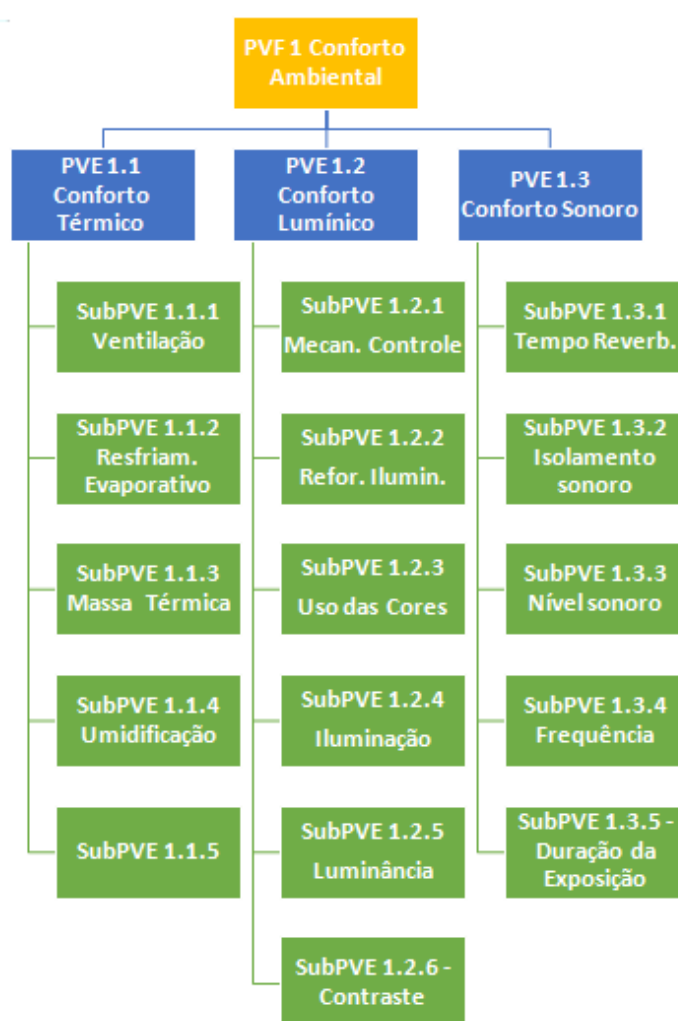 PVF 1 Conforto
Ambiental
PVE 1.1
Conforto
Térmico
PVE 1.2
Conforto
Lumínico
PVE 1.3
Conforto Sonoro
SubPVE 1.1.1
Ventilação
SubPVE 1.1.2
Resfriam.
Evaporativo
SubPVE 1.1.3
Massa Térmica
SubPVE 1.1.4
Umidificação
SubPVE 1.1.5
SubPVE 1.2.1
Mecan. Controle
SubPVE 1.2.2
Refor. Ilumin.
SubPVE 1.2.3
Uso das Cores
SubPVE 1.2.4
Iluminação
SubPVE 1.2.5
Luminância
SubPVE 1.2.6 -
Contraste
SubPVE 1.3.1
Tempo Reverb.
SubPVE 1.3.2
Isolamento
sonoro
SubPVE 1.3.3
Nível sonoro
SubPVE 1.3.4
Frequência
SubPVE 1.3.5 -
Duração da
Exposição